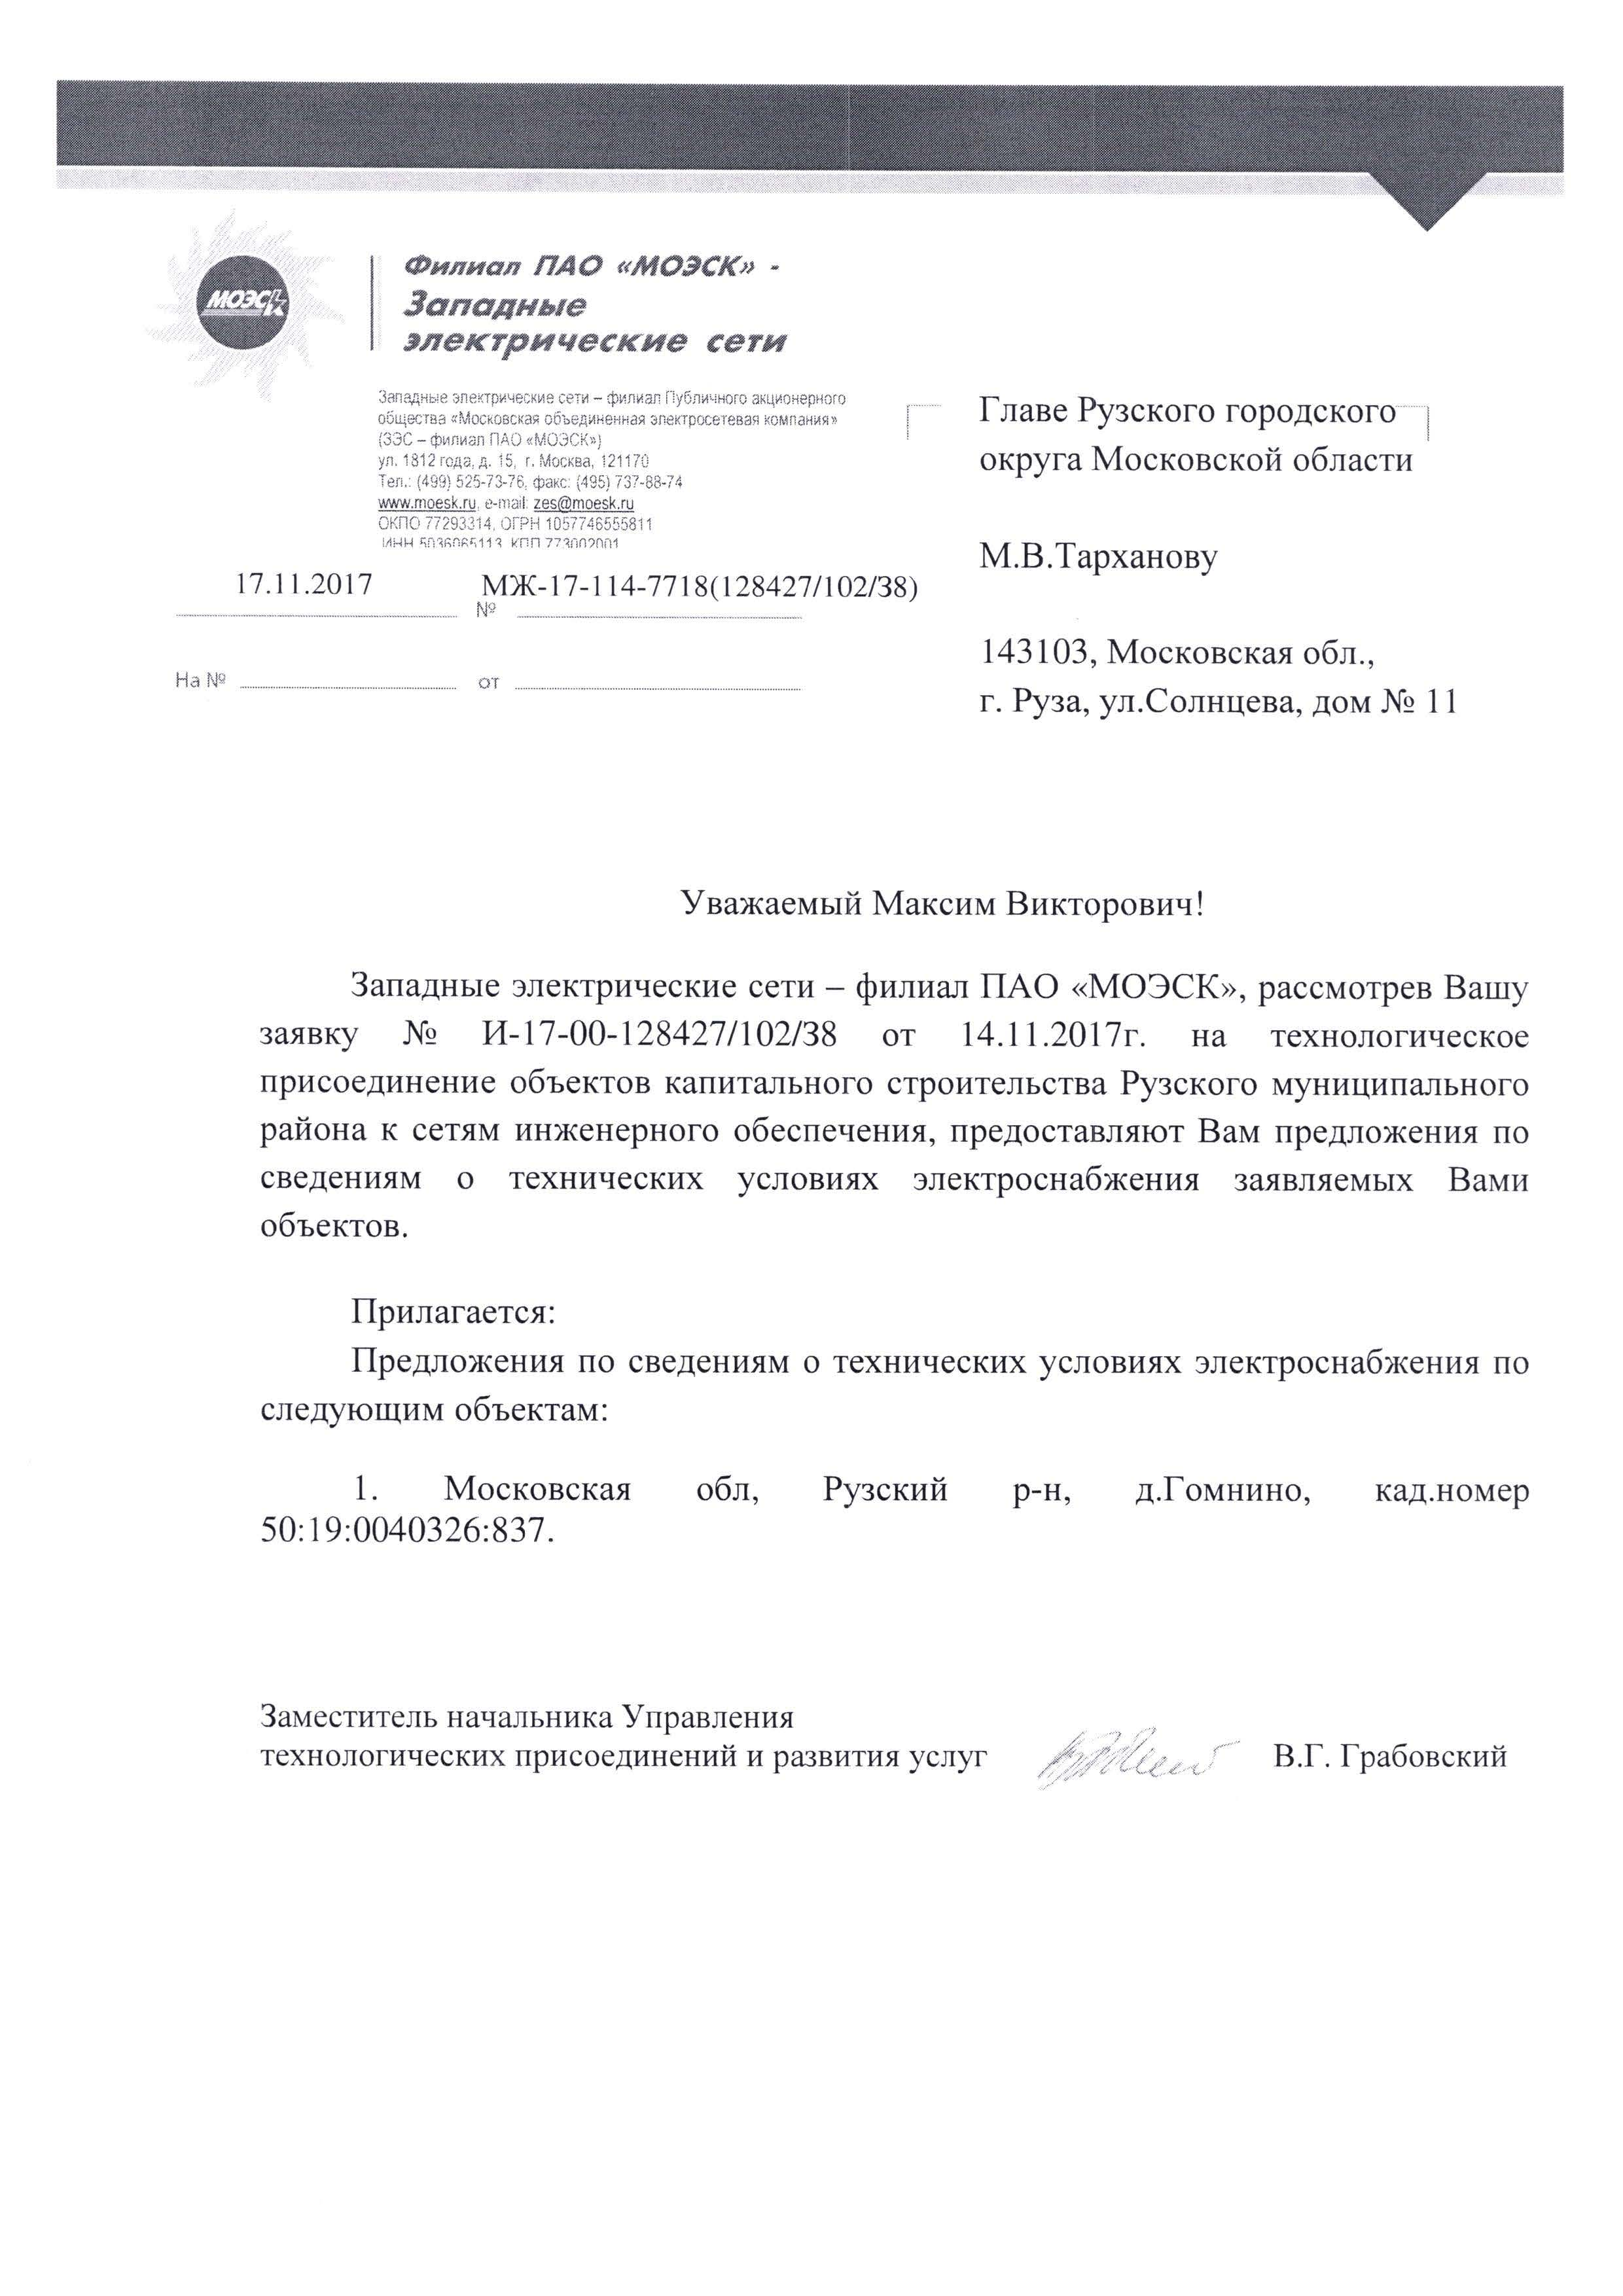 МОЭСК
Филиал ПАО «МОЭСК» -
Западные
электрические сети
Западные электрические сети – филиал Публичного акционерного
общества «Московская объединенная электросетевая компания»
(ЗЭС – филиал ПАО «МОЭСК»)
ул. 1812 года, д. 15, г. Москва, 121170
Тел.: (499) 525-73-76, факс: (495) 737-88-74
www.moesk.ru, e-mail: zes@moesk.ru
ОКПО 77293314, ОГРН 1057746555811
ИНН 5036065113, КПП 773002001
17.11.2017 МЖ-17-114-7718(128427/102/З8)
№
На № от
Главе Рузского городского
округа Московской области
М.В.Тарханову
143103, Московская обл.,
г. Руза, ул.Солнцева, дом № 11
Уважаемый Максим Викторович!
Западные электрические сети – филиал ПАО «МОЭСК», рассмотрев Вашу
заявку № И-17-00-128427/102/З8 от 14.11.2017г. на технологическое
присоединение объектов капитального строительства Рузского муниципального
района к сетям инженерного обеспечения, предоставляют Вам предложения по
сведениям о технических условиях электроснабжения заявляемых Вами
объектов.
Прилагается:
Предложения по сведениям о технических условиях электроснабжения по
следующим объектам:
1. Московская обл, Рузский р-н, д.Гомнино, кад.номер
50:19:0040326:837.
Заместитель начальника Управления
технологических присоединений и развития услуг В.Г. Грабовский